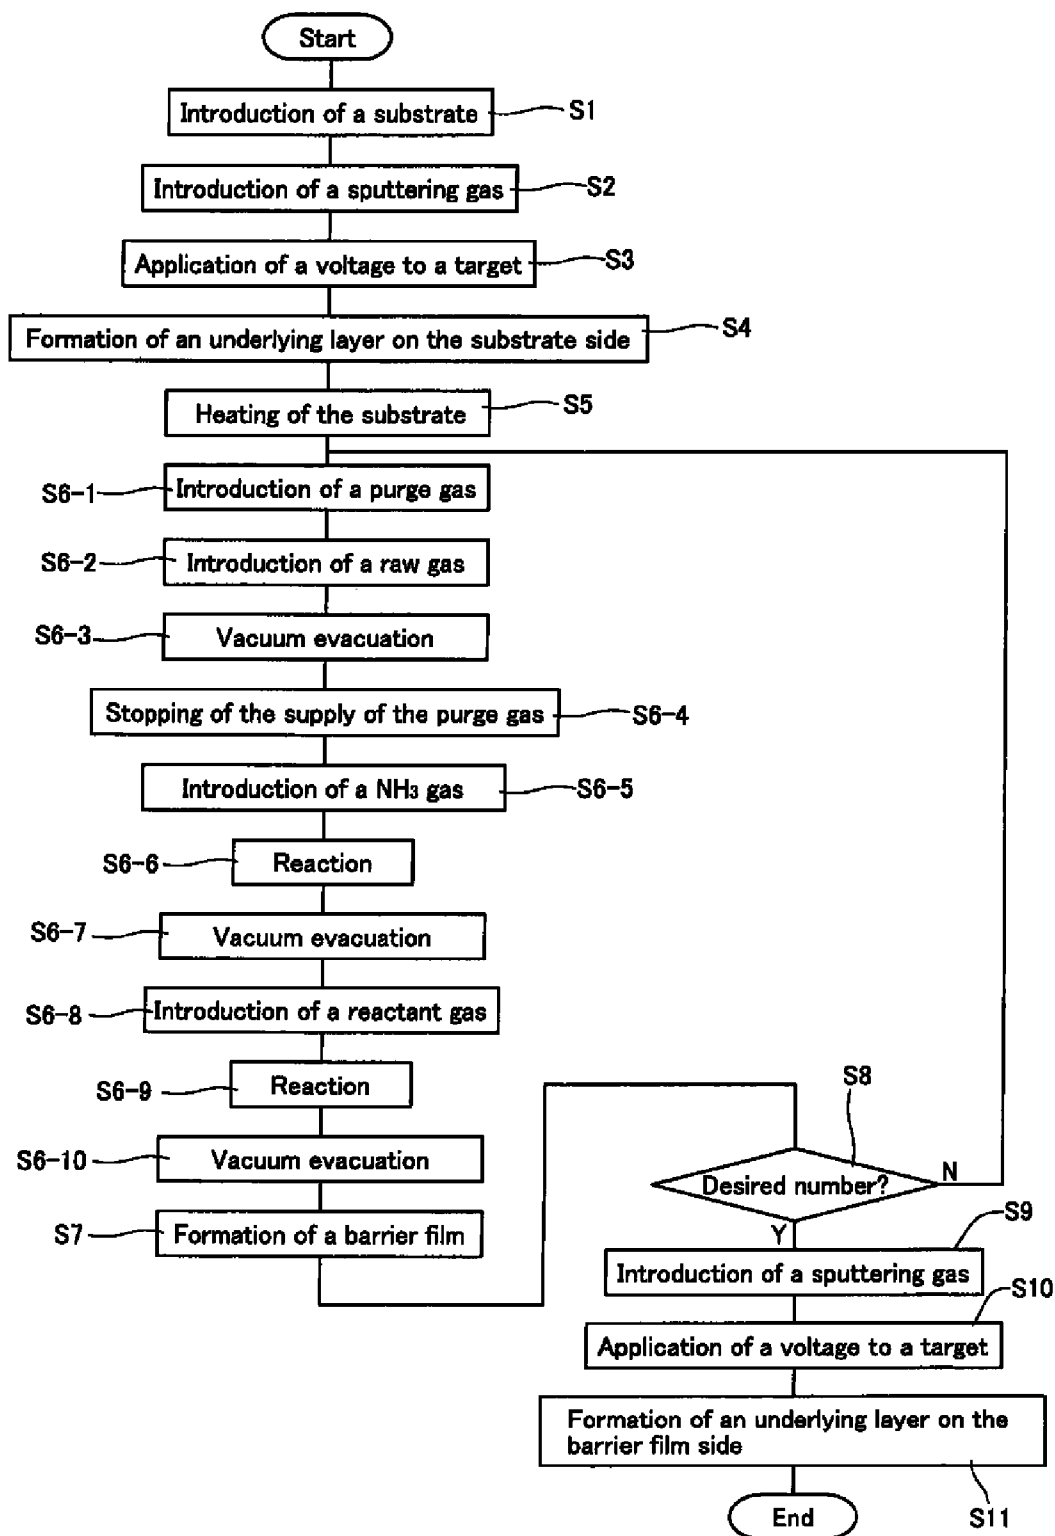 Start
Introduction of a substrate
S1
Introduction of a sputtering gas
S2
Application of a voltage to a target
S3
Formation of an underlying layer on the substrate side
S4
Heating of the substrate
S5
S6-1
Introduction of a purge gas
S6-2
Introduction of a raw gas
S6-3
Vacuum evacuation
Stopping of the supply of the purge gas
S6-4
Introduction of a NH₃ gas
S6-5
S6-6
Reaction
S6-7
Vacuum evacuation
S6-8
Introduction of a reactant gas
S6-9
Reaction
S6-10
Vacuum evacuation
S7
Formation of a barrier film
S8
Desired number?
N
Y
S9
Introduction of a sputtering gas
S10
Application of a voltage to a target
Formation of an underlying layer on the
barrier film side
S11
End